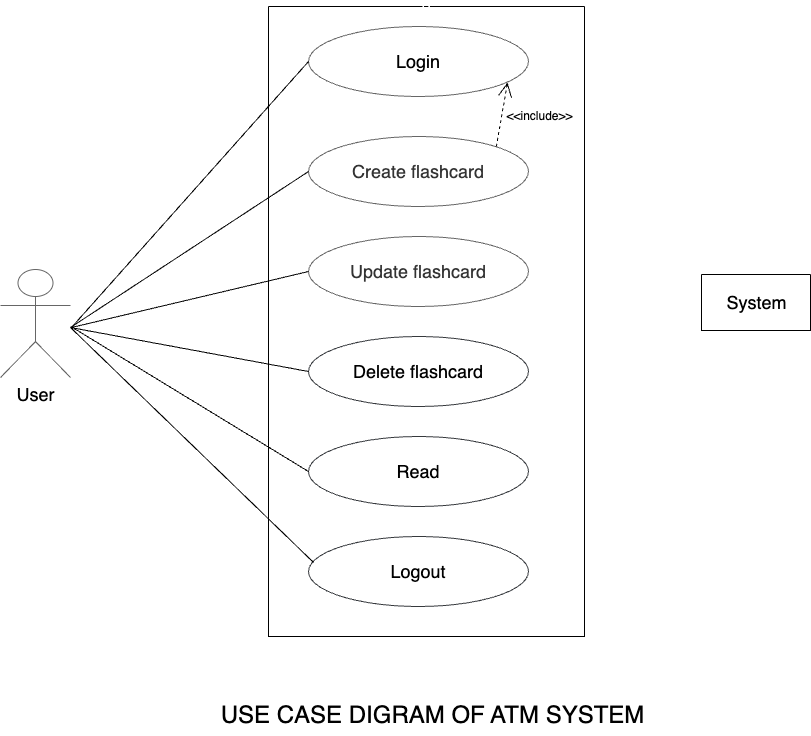 Login
<<include>>
Create flashcard
Update flashcard
System
Delete flashcard
User
Read
Logout
USE CASE DIGRAM OF ATM SYSTEM